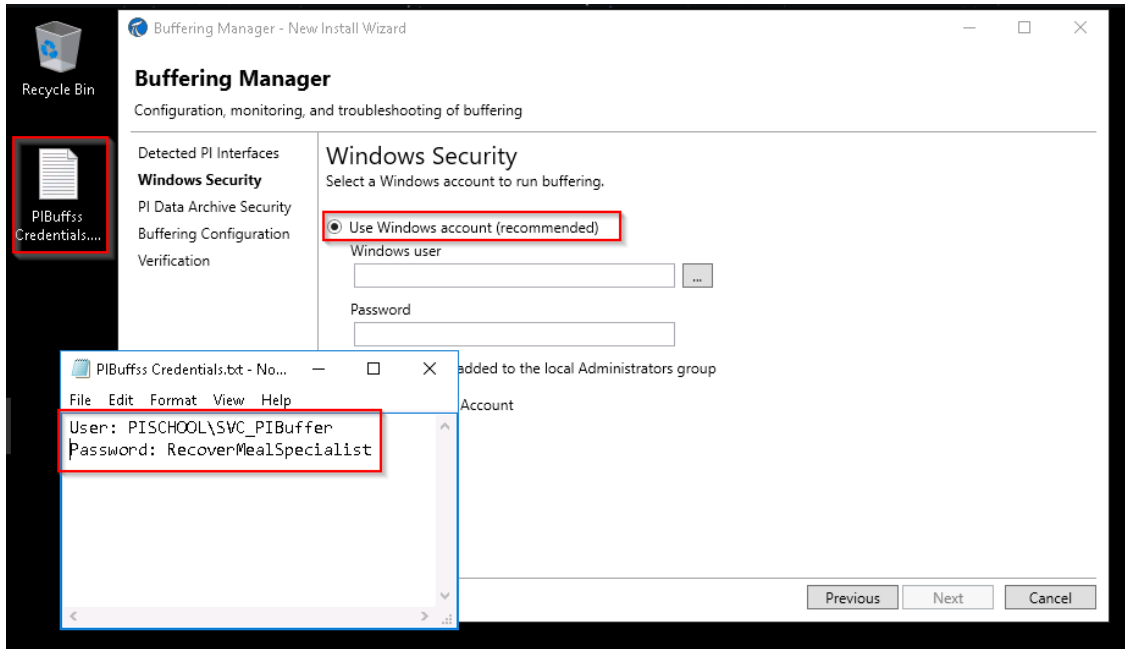 Recycle Bin
PIBuffss
Credentials....
Buffering Manager - New Install Wizard
Buffering Manager
Configuration, monitoring, and troubleshooting of buffering
Detected PI Interfaces
Windows Security
PI Data Archive Security
Buffering Configuration
Verification
Windows Security
Select a Windows account to run buffering.
Use Windows account (recommended)
Windows user
...
Password
added to the local Administrators group
Account
PIBuffss Credentials.txt - No...
File Edit Format View Help
User: PISCHOOL\SVC_PIBuffer
Password: RecoverMealSpecialist
Previous
Next
Cancel